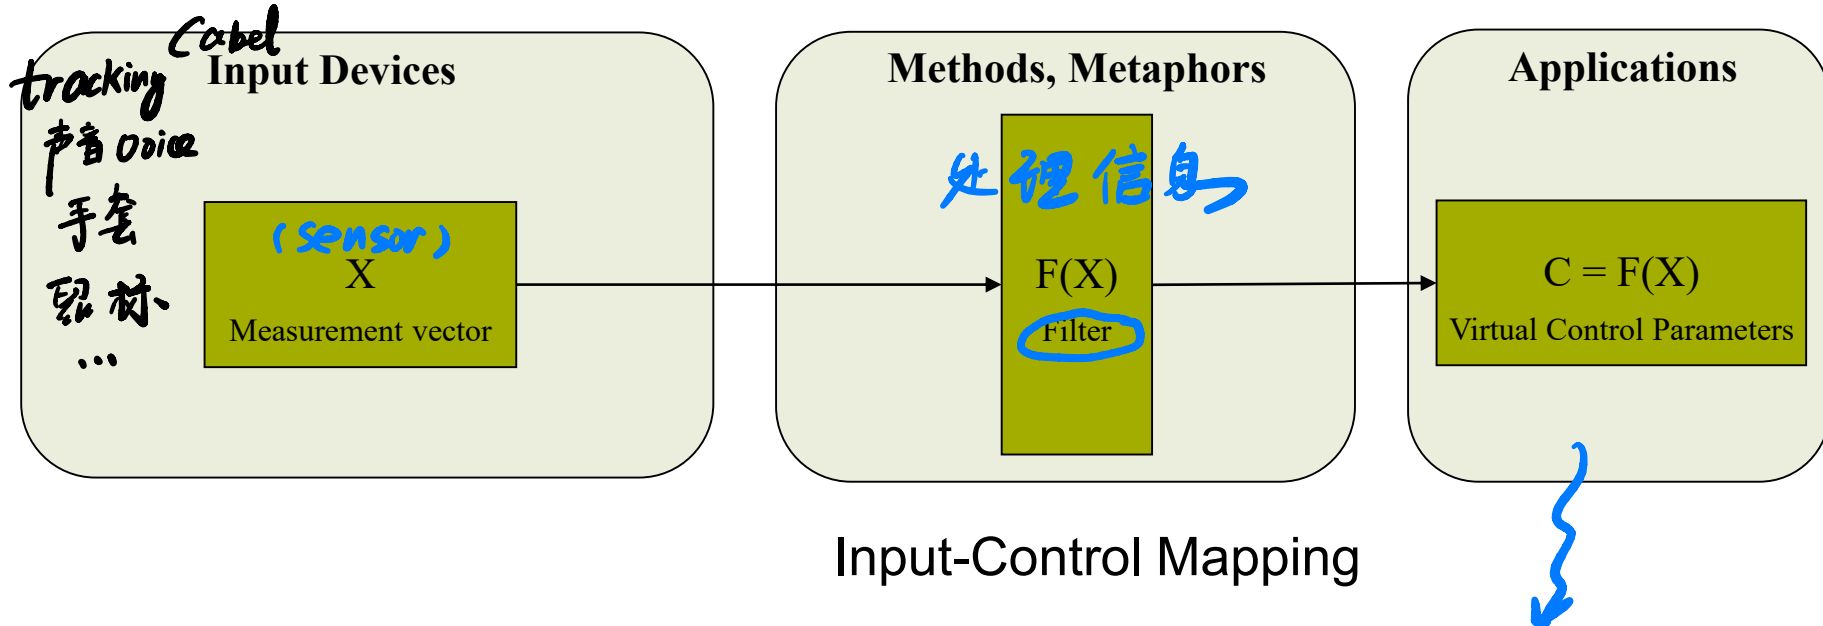 Cabel
tracking
声音 voice
手套
鼠标
...
Input Devices
(sensor)
X
Measurement vector
Methods, Metaphors
处理信息
F(X)
Filter
Applications
C = F(X)
Virtual Control Parameters
Input-Control Mapping